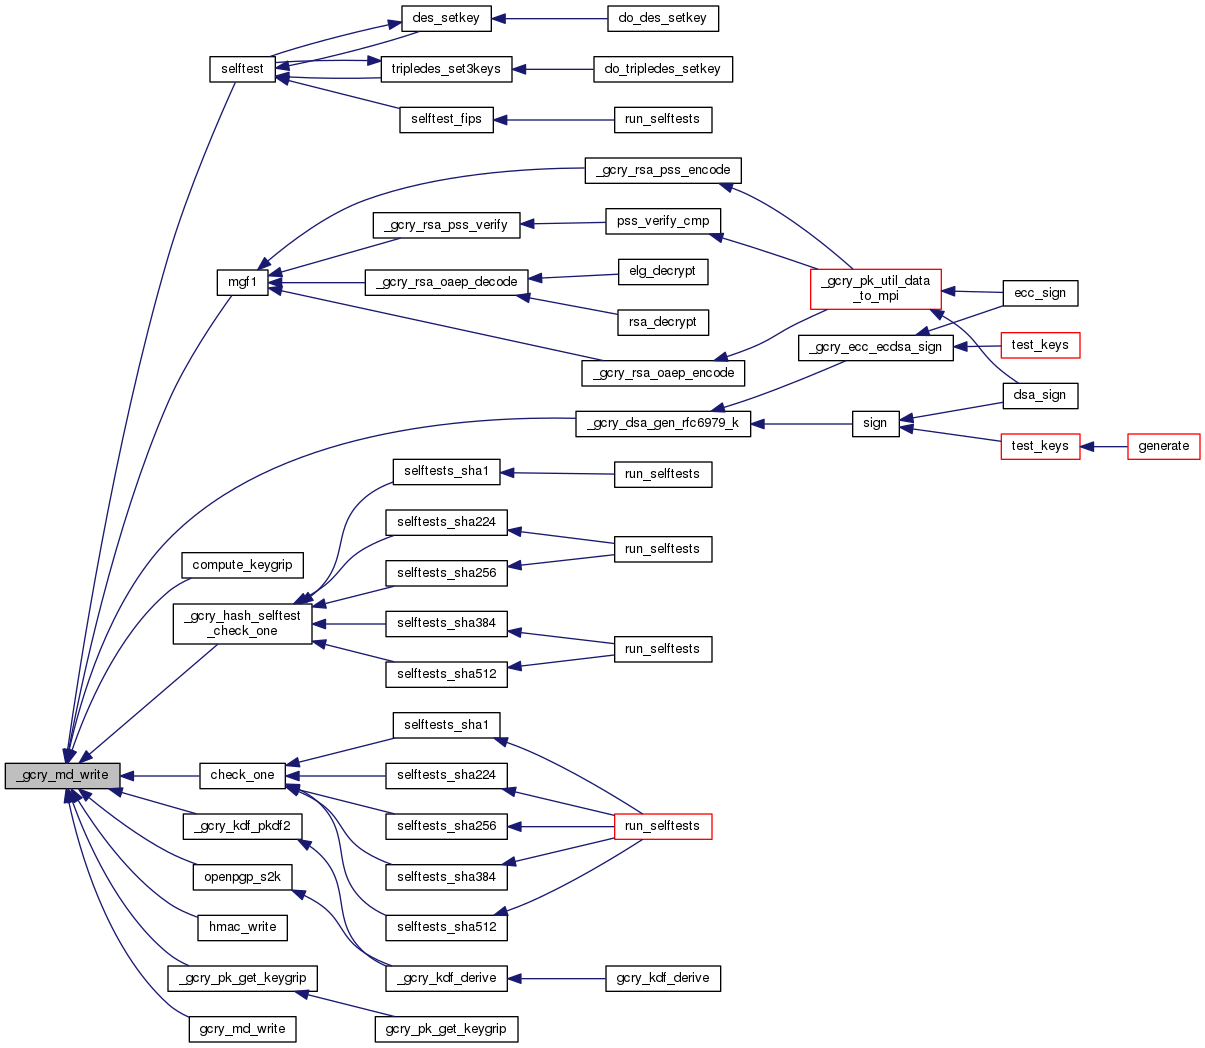 des_setkey
do_des_setkey
selftest
tripledes_set3keys
do_tripledes_setkey
selftest_fips
run_selftests
_gcry_rsa_pss_encode
_gcry_rsa_pss_verify
pss_verify_cmp
mgf1
_gcry_rsa_oaep_decode
elg_decrypt
_gcry_pk_util_data
_to_mpi
ecc_sign
rsa_decrypt
_gcry_ecc_ecdsa_sign
test_keys
_gcry_rsa_oaep_encode
dsa_sign
_gcry_dsa_gen_rfc6979_k
sign
test_keys
generate
selftests_sha1
run_selftests
selftests_sha224
run_selftests
compute_keygrip
selftests_sha256
_gcry_hash_selftest
_check_one
selftests_sha384
run_selftests
selftests_sha512
selftests_sha1
_gcry_md_write
check_one
selftests_sha224
_gcry_kdf_pkdf2
selftests_sha256
run_selftests
openpgp_s2k
selftests_sha384
hmac_write
selftests_sha512
_gcry_pk_get_keygrip
_gcry_kdf_derive
gcry_kdf_derive
gcry_md_write
gcry_pk_get_keygrip